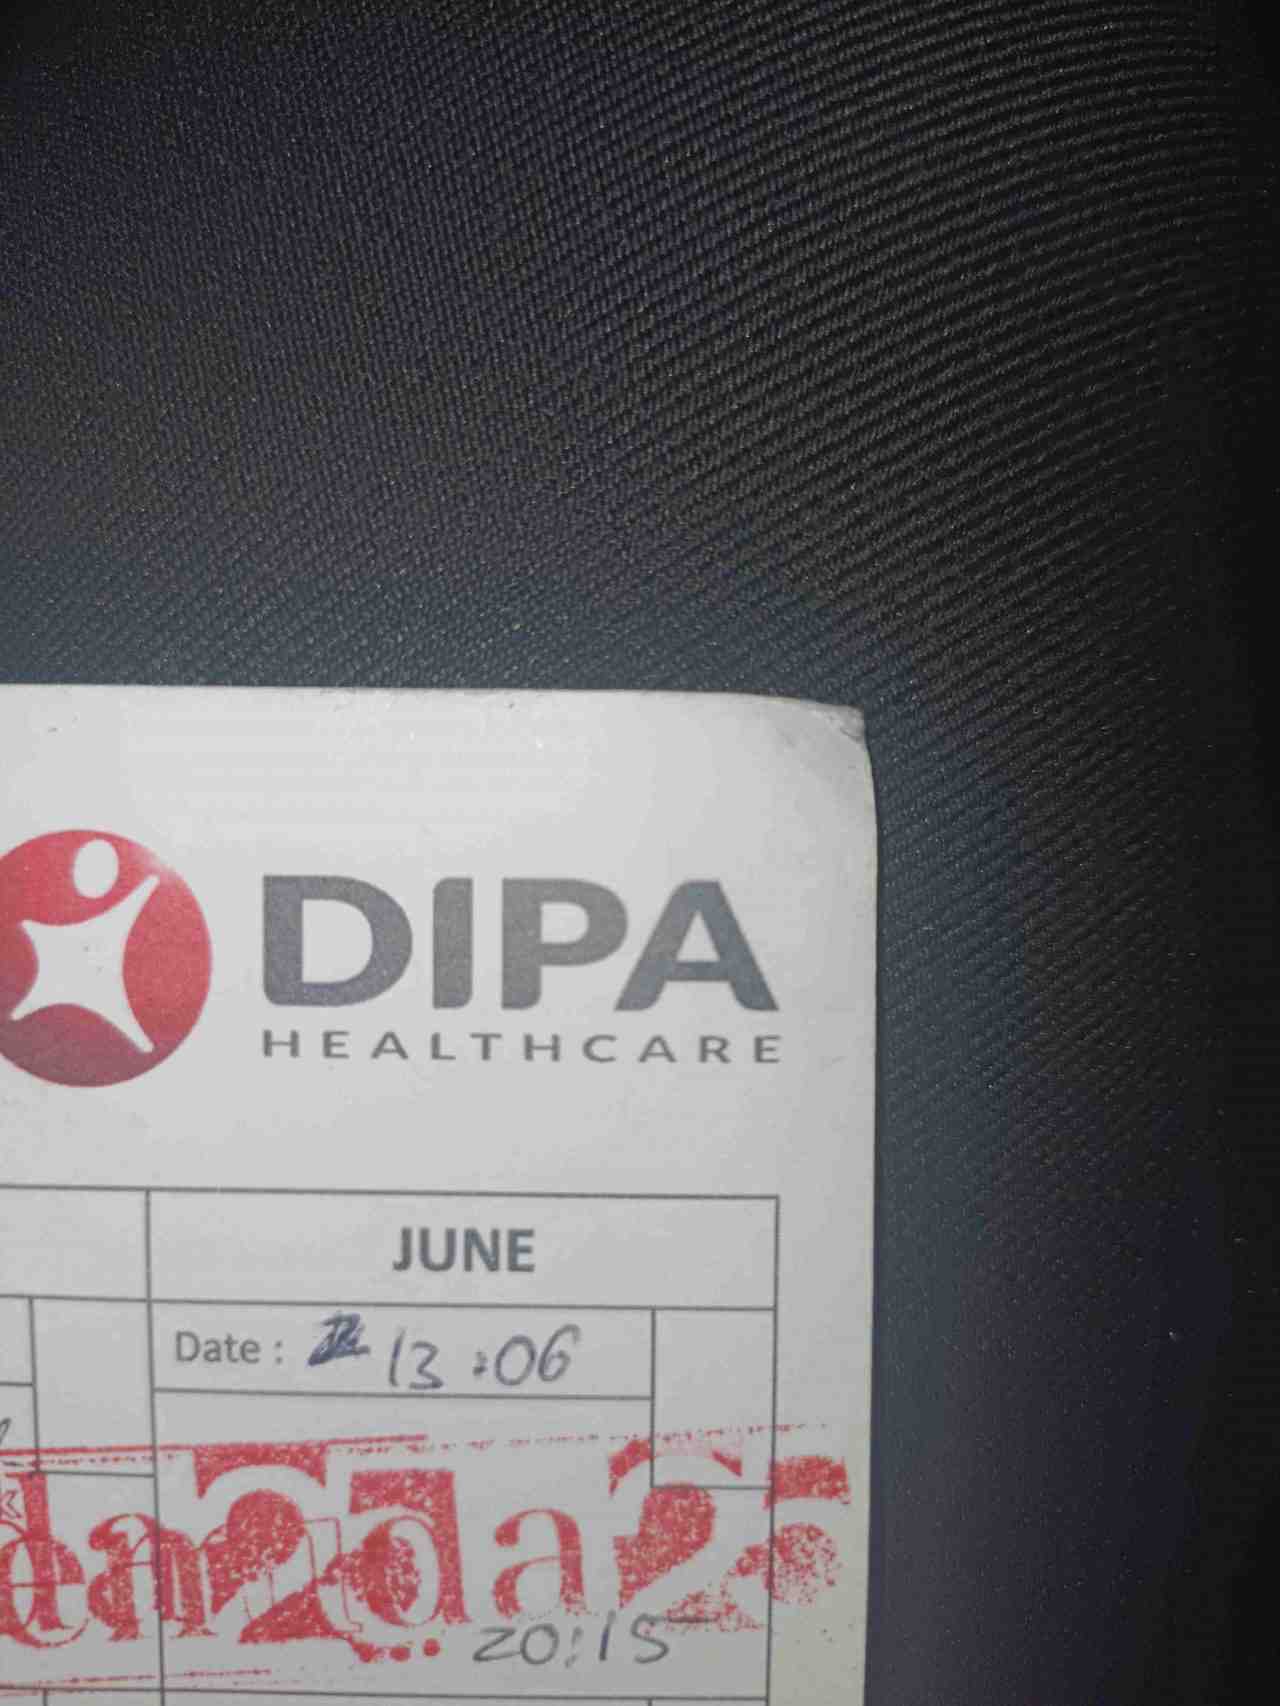 DIPA
HEALTHCARE
JUNE
Date : 13 :06
20:15